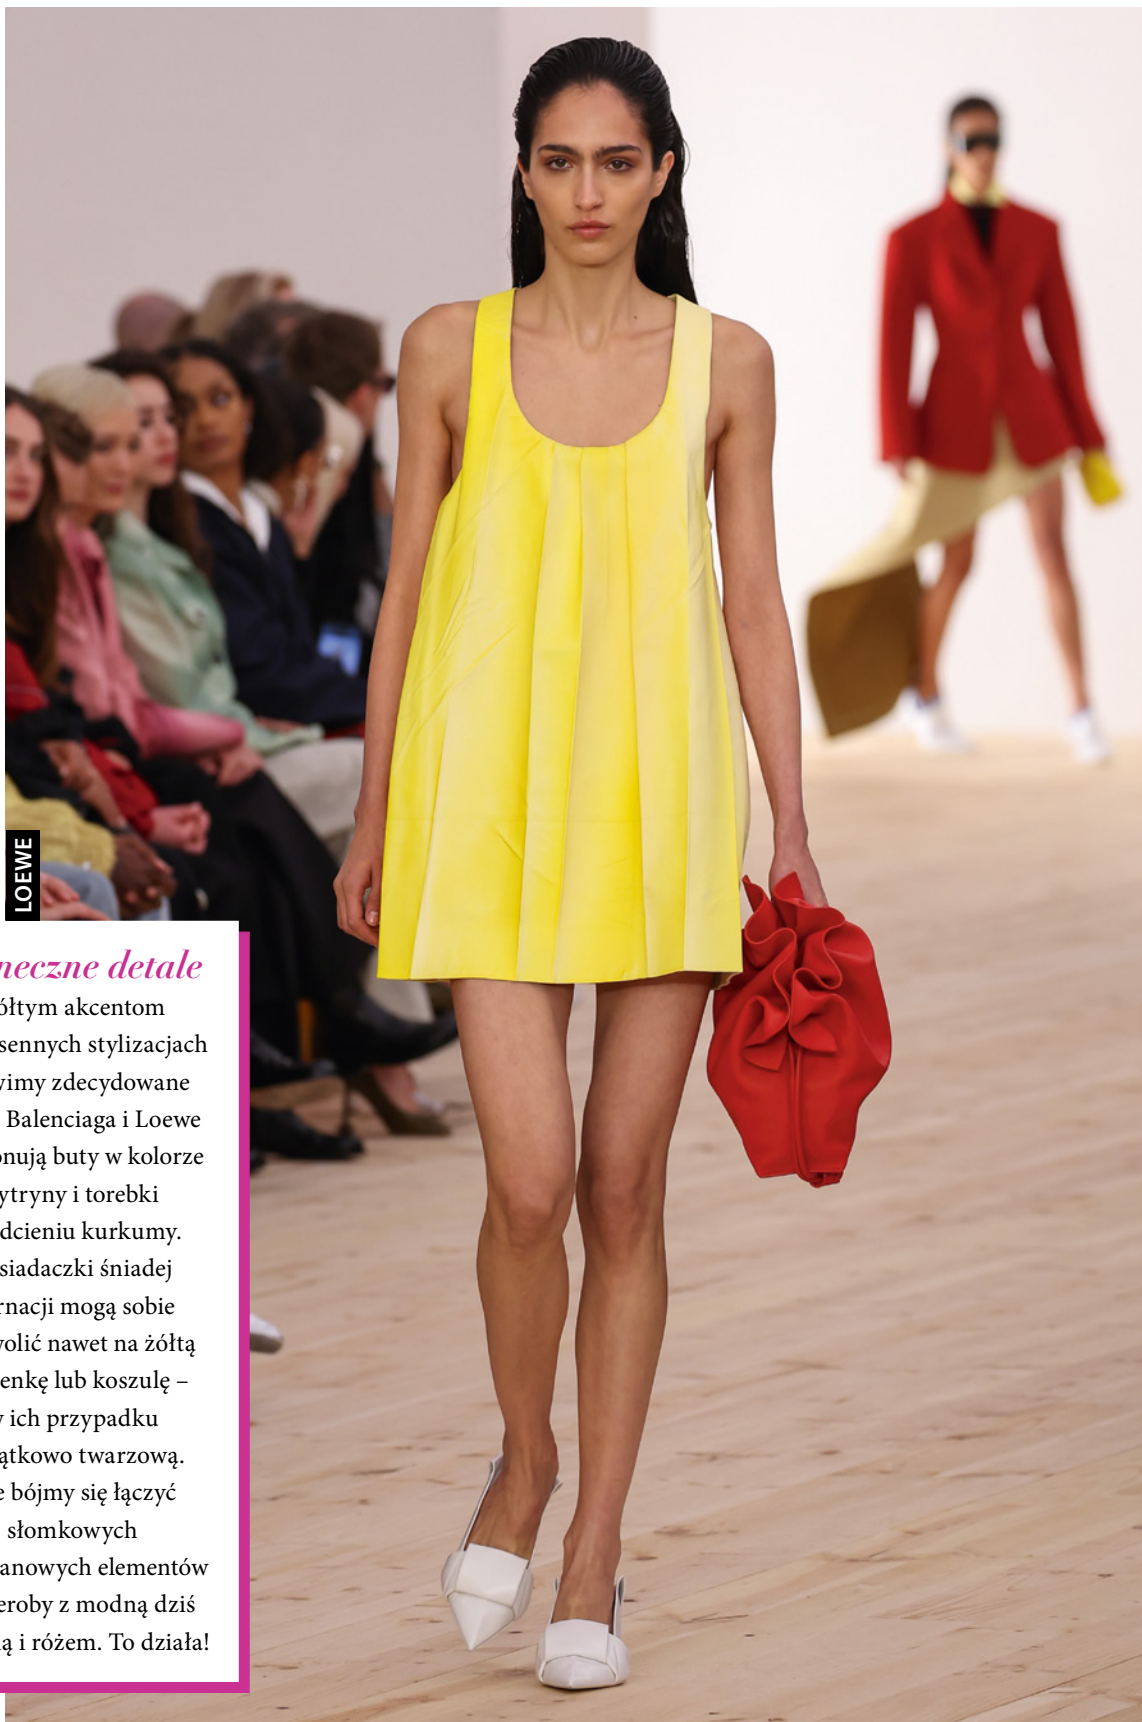 LOEWE
neczne detale
ółtym akcentom
sennych stylizacjach
vimy zdecydowane
Balenciaga i Loewe
onują buty w kolorze
ytryny i torebki
dcieniu kurkumy.
siadaczki śniadej
rnacji mogą sobie
wolić nawet na żółtą
enkę lub koszulę –
w ich przypadku
ątkowo twarzową.
e bójmy się łączyć
słomkowych
anowych elementów
eroby z modną dziś
ą i różem. To działa!